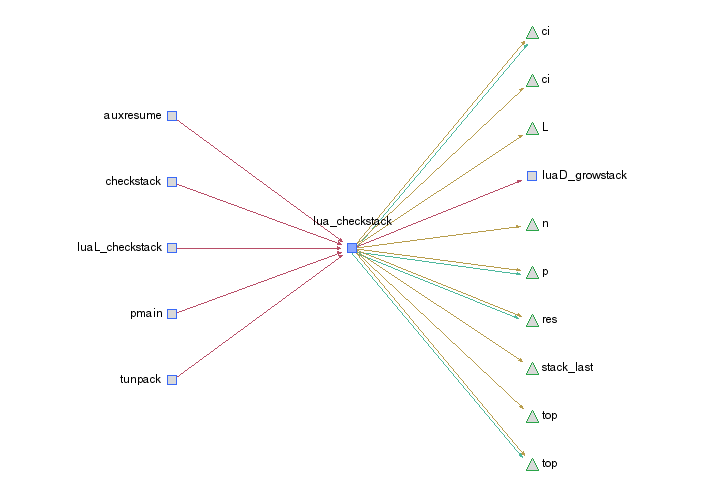 auxresume
checkstack
luaL_checkstack
pmain
tunpack
lua_checkstack
ci
ci
L
luaD_growstack
n
p
res
stack_last
top
top